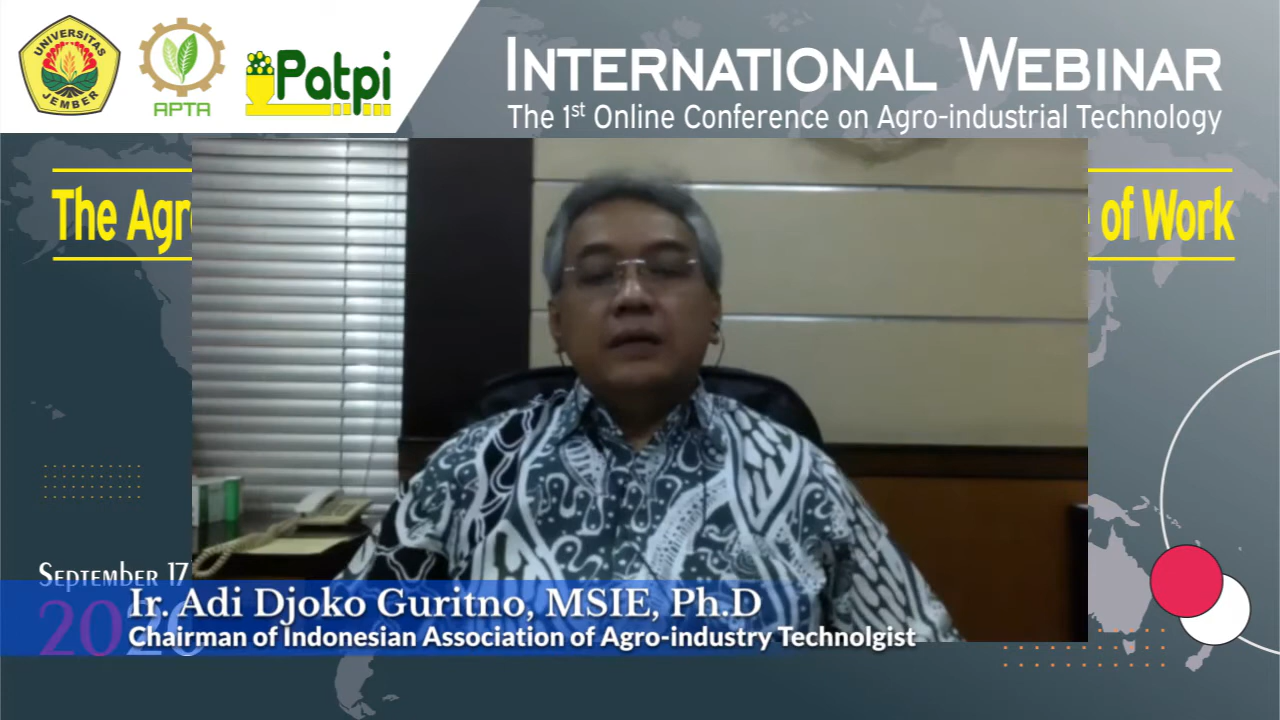 UNIVERSITAS
JEMBER
APTA
Patpi
INTERNATIONAL WEBINAR
The 1st Online Conference on Agro-industrial Technology
The Agr
of Work
SEPTEMBER 17
2020
Ir. Adi Djoko Guritno, MSIE, Ph.D
Chairman of Indonesian Association of Agro-industry Technolgist